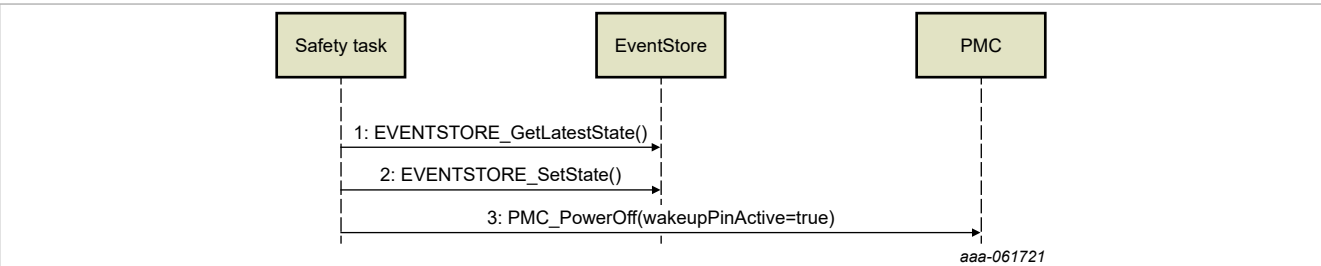 Safety task
EventStore
PMC
1: EVENTSTORE_GetLatestState()
2: EVENTSTORE_SetState()
3: PMC_PowerOff(wakeupPinActive=true)
aaa-061721